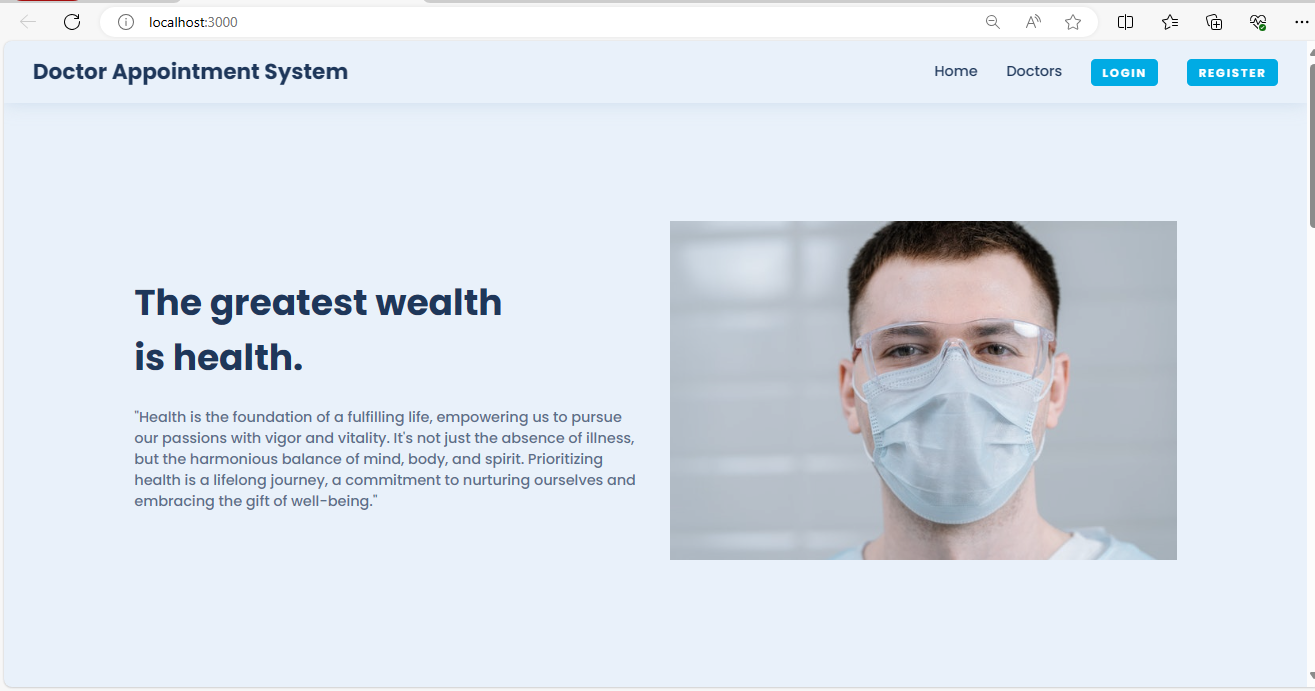 localhost:3000
Doctor Appointment System
Home
Doctors
LOGIN
REGISTER
The greatest wealth
is health.
"Health is the foundation of a fulfilling life, empowering us to pursue
our passions with vigor and vitality. It's not just the absence of illness,
but the harmonious balance of mind, body, and spirit. Prioritizing
health is a lifelong journey, a commitment to nurturing ourselves and
embracing the gift of well-being."